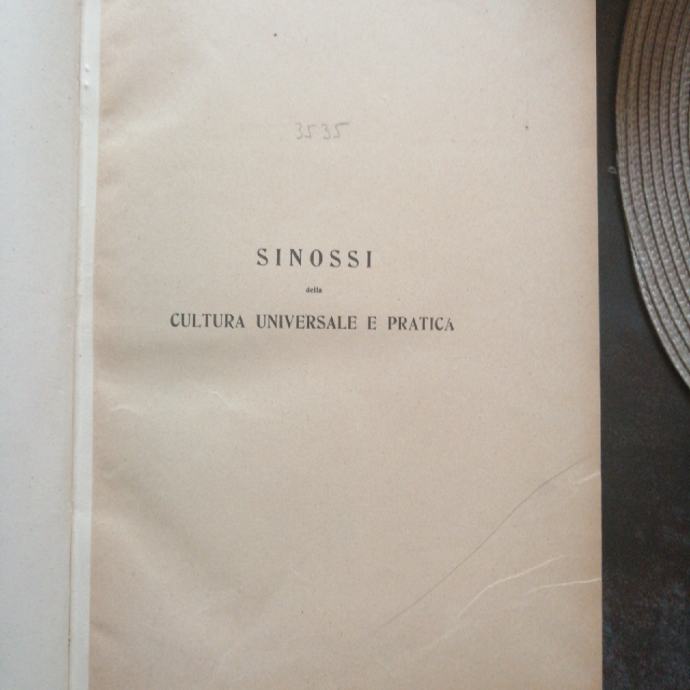 3535
SINOSSI
della
CULTURA UNIVERSALE E PRATICA